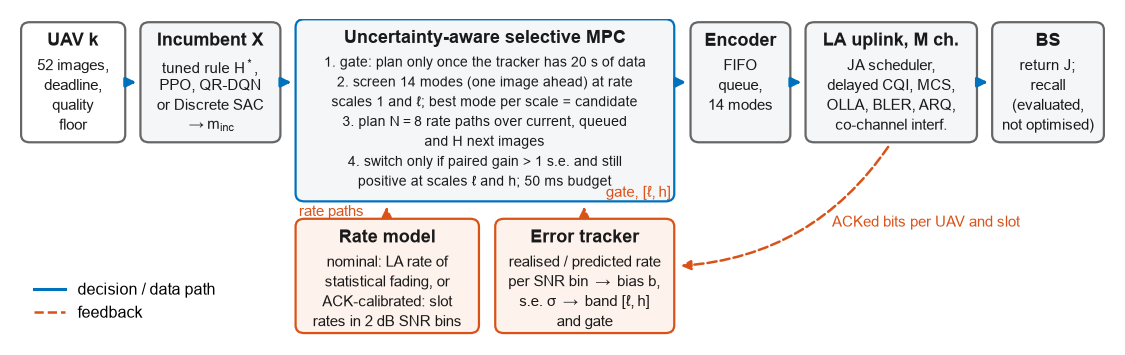 UAV k
52 images,
deadline,
quality
floor
Incumbent X
tuned rule H*,
PPO, QR-DQN
or Discrete SAC
→ m_inc
Uncertainty-aware selective MPC
1. gate: plan only once the tracker has 20 s of data
2. screen 14 modes (one image ahead) at rate
scales 1 and ℓ; best mode per scale = candidate
3. plan N = 8 rate paths over current, queued
and H next images
4. switch only if paired gain > 1 s.e. and still
positive at scales ℓ and h; 50 ms budget
Encoder
FIFO
queue,
14 modes
LA uplink, M ch.
JA scheduler,
delayed CQI, MCS,
OLLA, BLER, ARQ,
co-channel interf.
BS
return J;
recall
(evaluated,
not optimised)
gate, [ℓ, h]
rate paths
ACKed bits per UAV and slot
Rate model
nominal: LA rate of
statistical fading, or
ACK-calibrated: slot
rates in 2 dB SNR bins
Error tracker
realised / predicted rate
per SNR bin → bias b,
s.e. σ → band [ℓ, h]
and gate
decision / data path
feedback